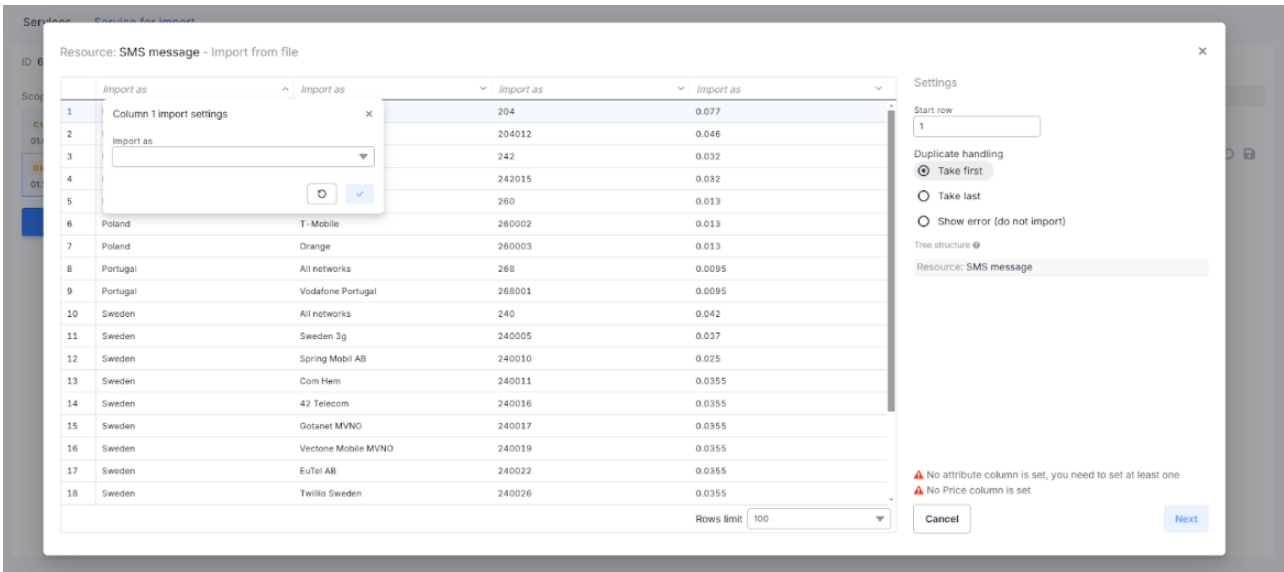 Services Service for import
Resource: SMS message - Import from file
ID 6
Import as Import as Import as Import as
Settings
Column 1 import settings
Import as
Start row
1
Duplicate handling
Take first
Take last
Show error (do not import)
Tree structure
Resource: SMS message
1 204 0.077
2 204012 0.046
3 242 0.032
4 242015 0.032
5 260 0.013
6 Poland T-Mobile 260002 0.013
7 Poland Orange 260003 0.013
8 Portugal All networks 268 0.0095
9 Portugal Vodafone Portugal 268001 0.0095
10 Sweden All networks 240 0.042
11 Sweden Sweden 3g 240005 0.037
12 Sweden Spring Mobil AB 240010 0.025
13 Sweden Com Hem 240011 0.0355
14 Sweden 42 Telecom 240016 0.0355
15 Sweden Gotanet MVNO 240017 0.0355
16 Sweden Vectone Mobile MVNO 240019 0.0355
17 Sweden EuTel AB 240022 0.0355
18 Sweden Twillio Sweden 240026 0.0355
No attribute column is set, you need to set at least one
No Price column is set
Rows limit 100
Cancel
Next